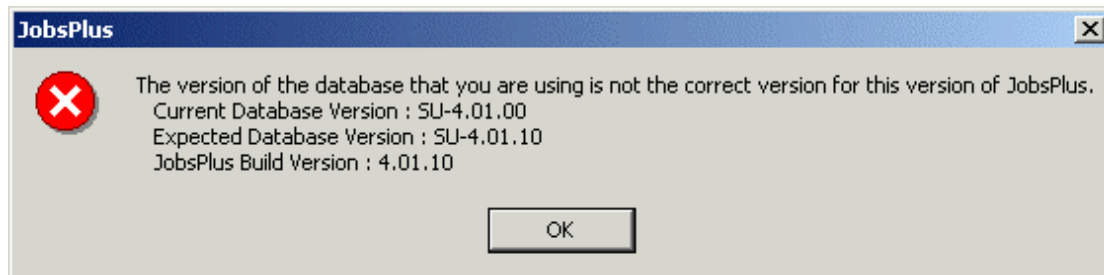 JobsPlus
The version of the database that you are using is not the correct version for this version of JobsPlus.
Current Database Version : SU-4.01.00
Expected Database Version : SU-4.01.10
JobsPlus Build Version : 4.01.10
OK